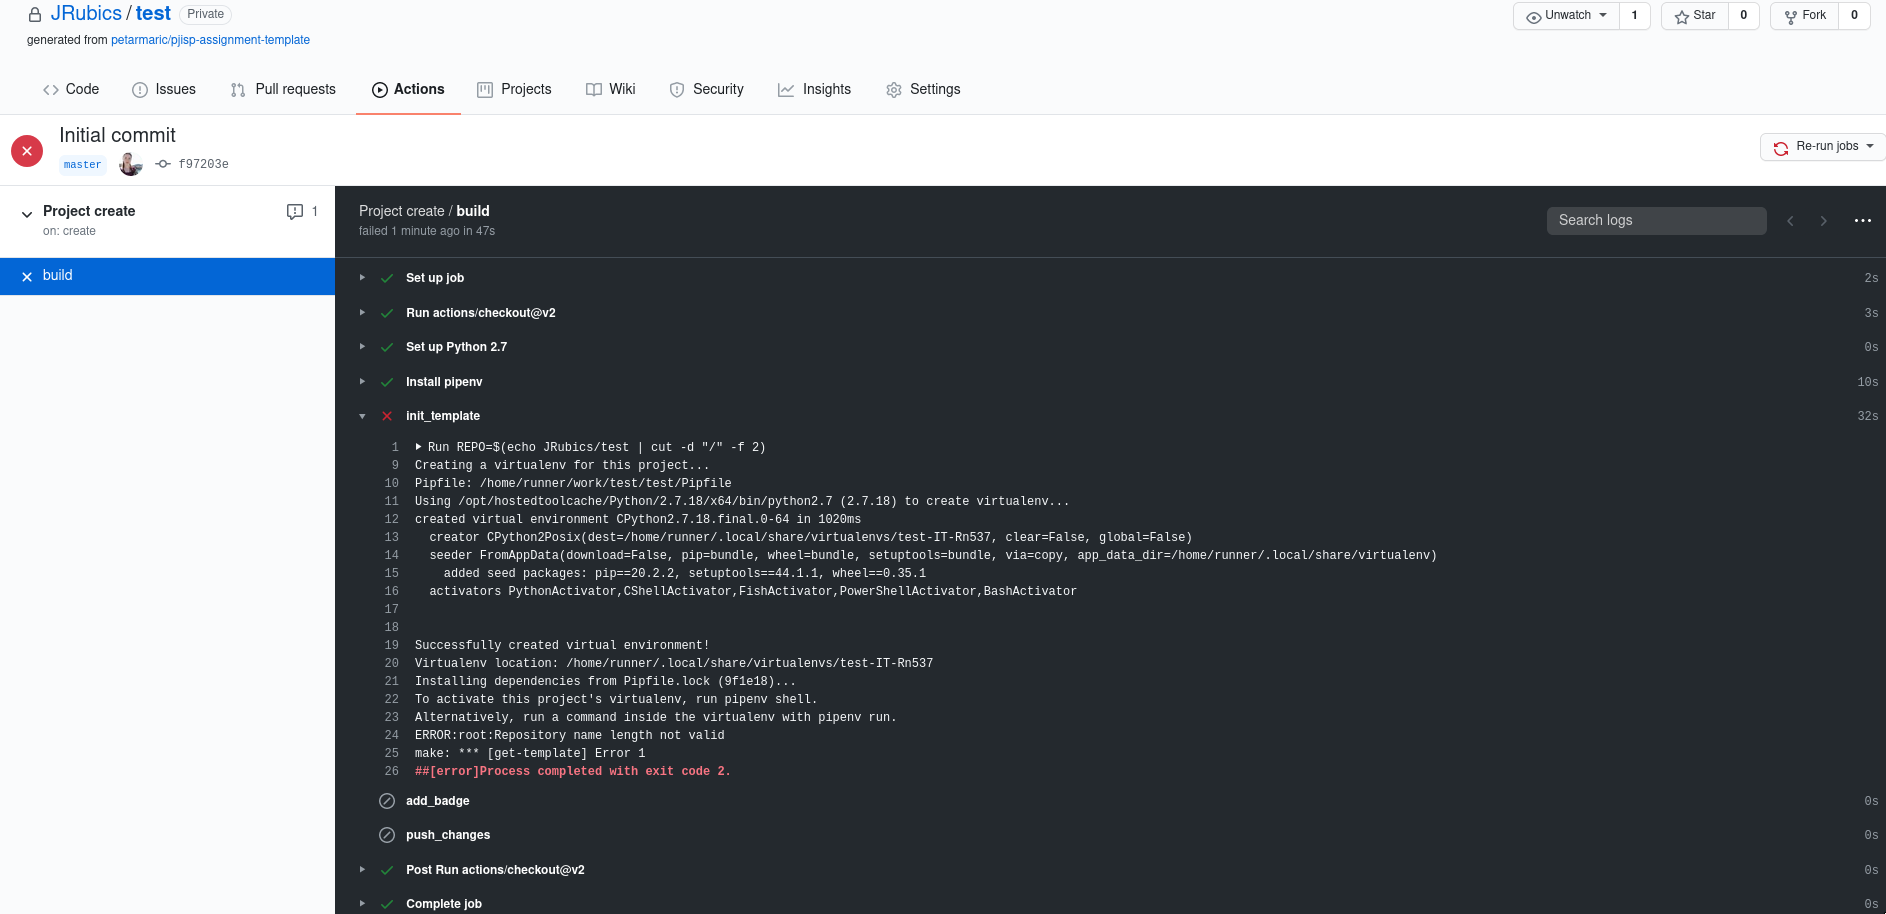 JRubics / test Private
Unwatch 1 Star 0 Fork 0
generated from petarmaric/pjisp-assignment-template
Code Issues Pull requests Actions Projects Wiki Security Insights Settings
Initial commit
master f97203e
Re-run jobs
Project create 1
on: create
build
Project create / build
failed 1 minute ago in 47s
Search logs
Set up job 2s
Run actions/checkout@v2 3s
Set up Python 2.7 0s
Install pipenv 10s
init_template 32s
1 Run REPO=$(echo JRubics/test | cut -d "/" -f 2)
9 Creating a virtualenv for this project...
10 Pipfile: /home/runner/work/test/test/Pipfile
11 Using /opt/hostedtoolcache/Python/2.7.18/x64/bin/python2.7 (2.7.18) to create virtualenv...
12 created virtual environment CPython2.7.18.final.0-64 in 1020ms
13 creator CPython2Posix(dest=/home/runner/.local/share/virtualenvs/test-IT-Rn537, clear=False, global=False)
14 seeder FromAppData(download=False, pip=bundle, wheel=bundle, setuptools=bundle, via=copy, app_data_dir=/home/runner/.local/share/virtualenv)
15 added seed packages: pip==20.2.2, setuptools==44.1.1, wheel==0.35.1
16 activators PythonActivator,CShellActivator,FishActivator,PowerShellActivator,BashActivator
17
18
19 Successfully created virtual environment!
20 Virtualenv location: /home/runner/.local/share/virtualenvs/test-IT-Rn537
21 Installing dependencies from Pipfile.lock (9f1e18)...
22 To activate this project's virtualenv, run pipenv shell.
23 Alternatively, run a command inside the virtualenv with pipenv run.
24 ERROR:root:Repository name length not valid
25 make: *** [get-template] Error 1
26 ##[error]Process completed with exit code 2.
add_badge 0s
push_changes 0s
Post Run actions/checkout@v2 0s
Complete job 0s